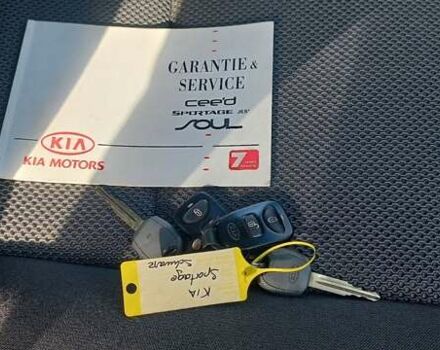 GARANTIE &
SERVICE
cee'd
SPORTAGE
SOUL
KIA
KIA MOTORS
7
KIA
Sportage
Schwarz